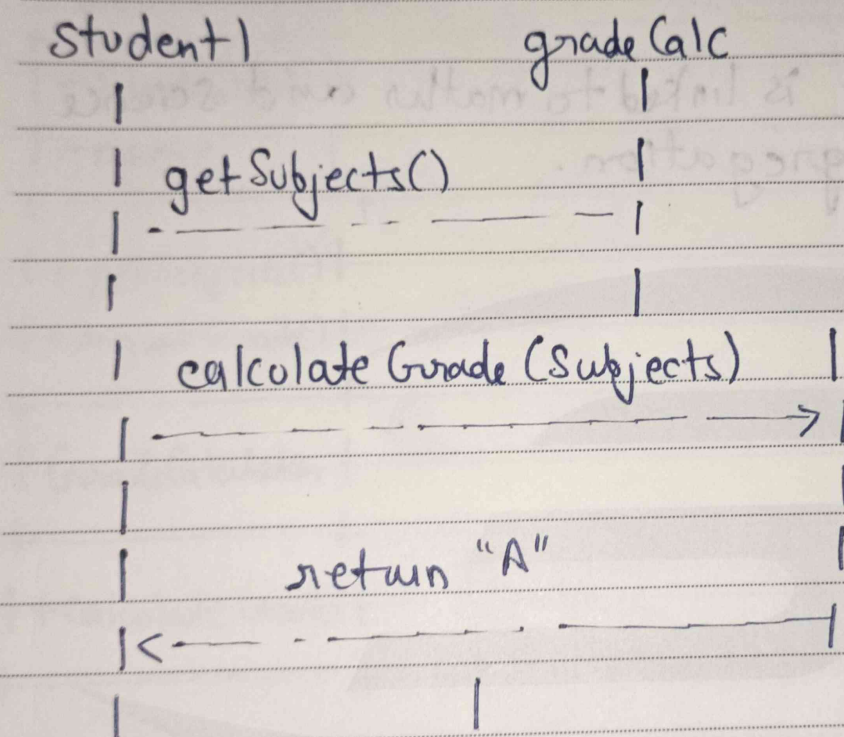 student1 gradeCalc
getSubjects()
calculateGrade(Subjects)
return "A"